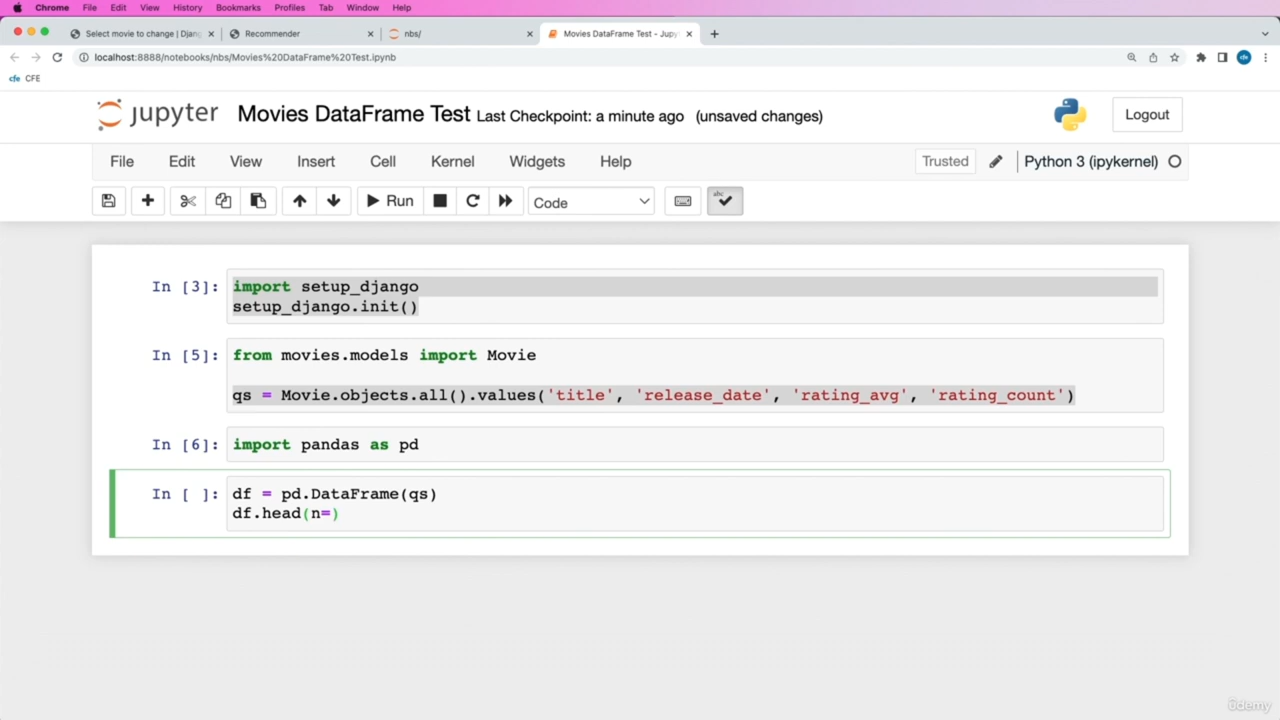 Chrome File Edit View History Bookmarks Profiles Tab Window Help
Select movie to change | Djang × Recommender × nbs/ × Movies DataFrame Test - Jupyt ×
localhost:8888/notebooks/nbs/Movies%20DataFrame%20Test.ipynb
cfe CFE
jupyter Movies DataFrame Test Last Checkpoint: a minute ago (unsaved changes) Logout
File Edit View Insert Cell Kernel Widgets Help Trusted Python 3 (ipykernel)
Run Code abc
In [3]: import setup_django
setup_django.init()
In [5]: from movies.models import Movie
qs = Movie.objects.all().values('title', 'release_date', 'rating_avg', 'rating_count')
In [6]: import pandas as pd
In [ ]: df = pd.DataFrame(qs)
df.head(n=)
ûdemy